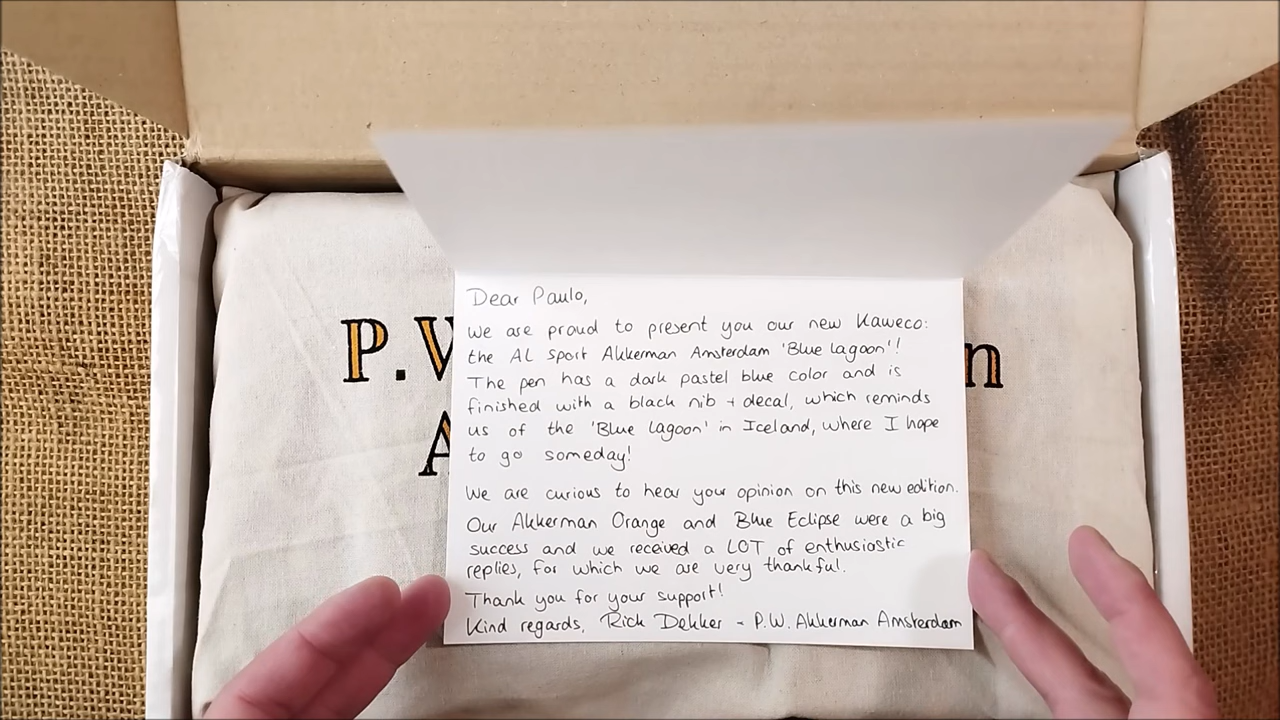 Dear Paulo,
We are proud to present you our new Kaweco:
the AL Sport Akkerman Amsterdam 'Blue lagoon'!
The pen has a dark pastel blue color and is
finished with a black nib + decal, which reminds
us of the 'Blue lagoon' in Iceland, where I hope
to go someday!
We are curious to hear your opinion on this new edition.
Our Akkerman Orange and Blue Eclipse were a big
success and we received a LOT of enthusiastic
replies, for which we are very thankful.
Thank you for your support!
Kind regards, Rick Dekker - P.W. Akkerman Amsterdam
P.W
n
A